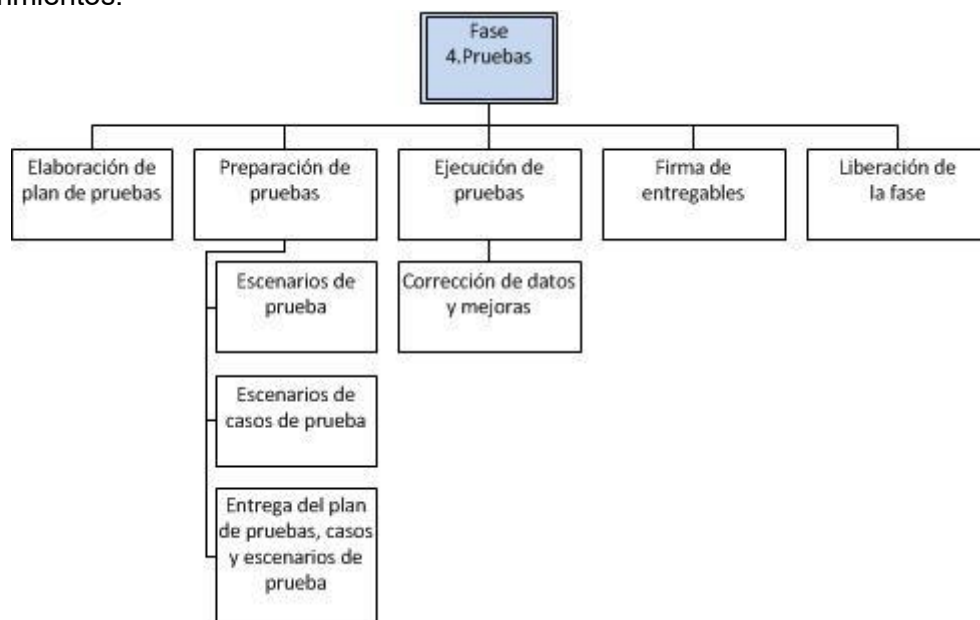 Fase
4.Pruebas
Elaboración de
plan de pruebas
Preparación de
pruebas
Ejecución de
pruebas
Firma de
entregables
Liberación de
la fase
Escenarios de
prueba
Corrección de datos
y mejoras
Escenarios de
casos de prueba
Entrega del plan
de pruebas, casos
y escenarios de
prueba